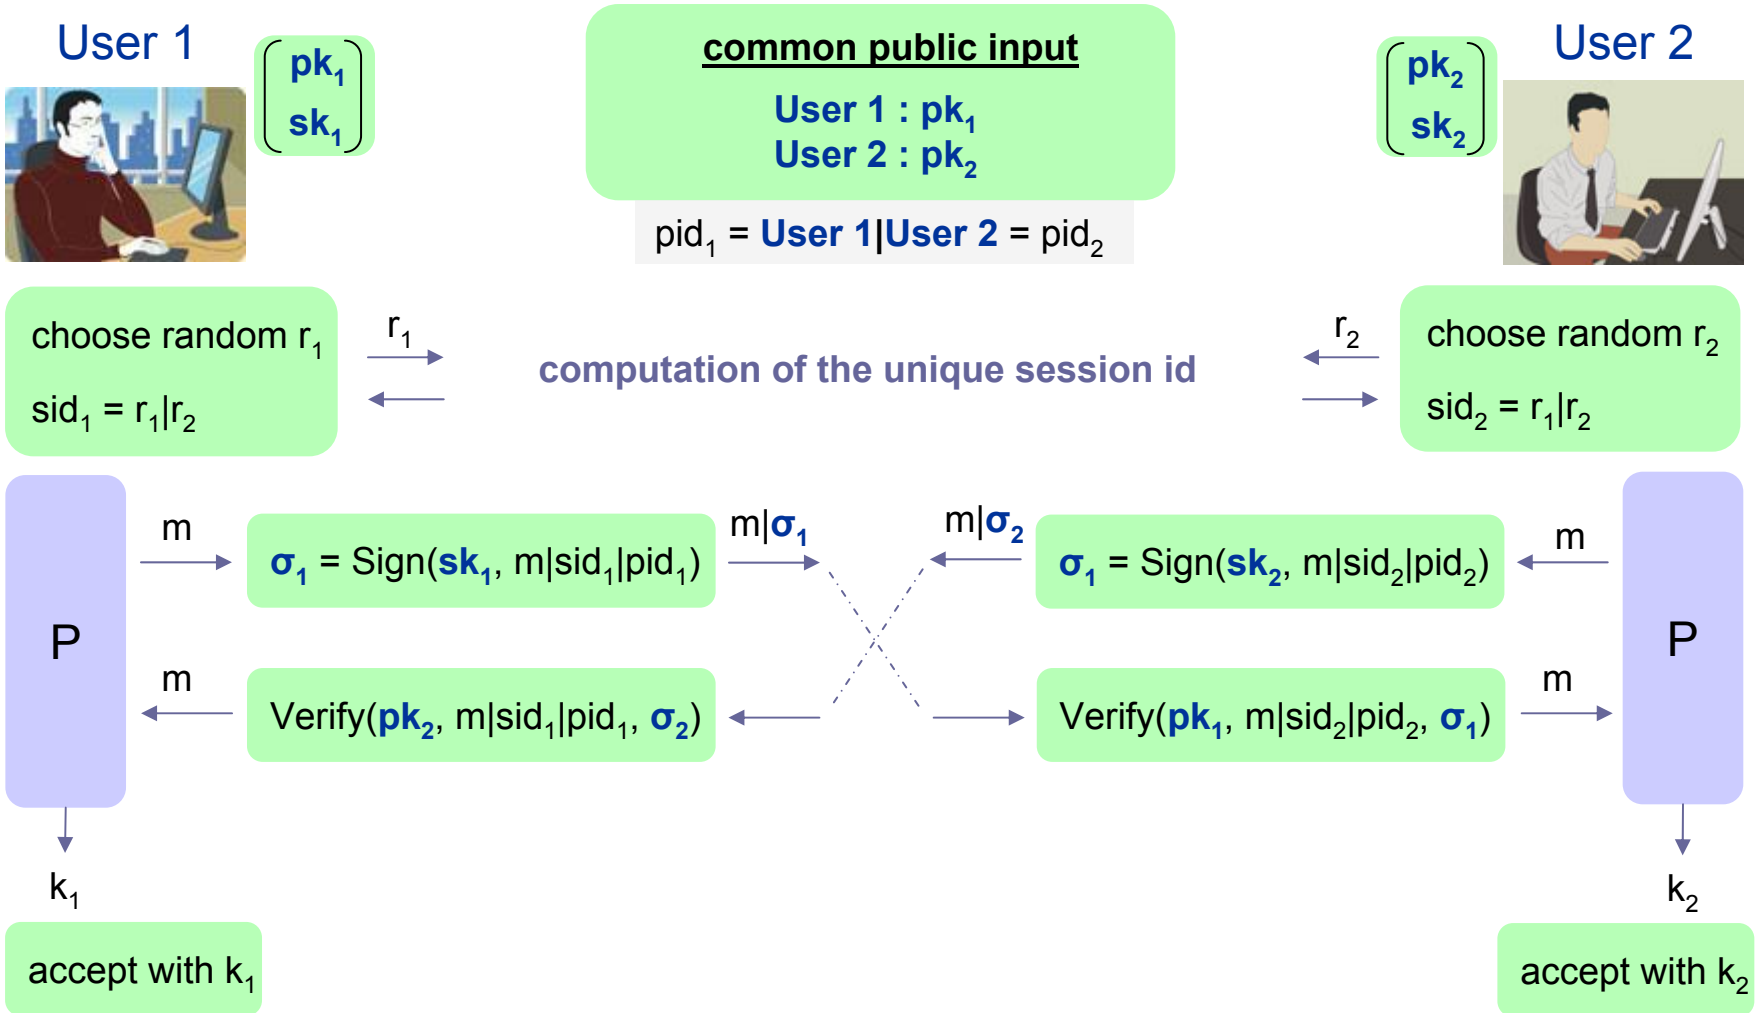 User 1
pk₁
sk₁
common public input
User 1 : pk₁
User 2 : pk₂
pid₁ = User 1|User 2 = pid₂
pk₂
sk₂
User 2
choose random r₁
sid₁ = r₁|r₂
r₁
computation of the unique session id
r₂
choose random r₂
sid₂ = r₁|r₂
P
m
σ₁ = Sign(sk₁, m|sid₁|pid₁)
m|σ₁
m|σ₂
σ₁ = Sign(sk₂, m|sid₂|pid₂)
m
P
m
Verify(pk₂, m|sid₁|pid₁, σ₂)
Verify(pk₁, m|sid₂|pid₂, σ₁)
m
k₁
k₂
accept with k₁
accept with k₂